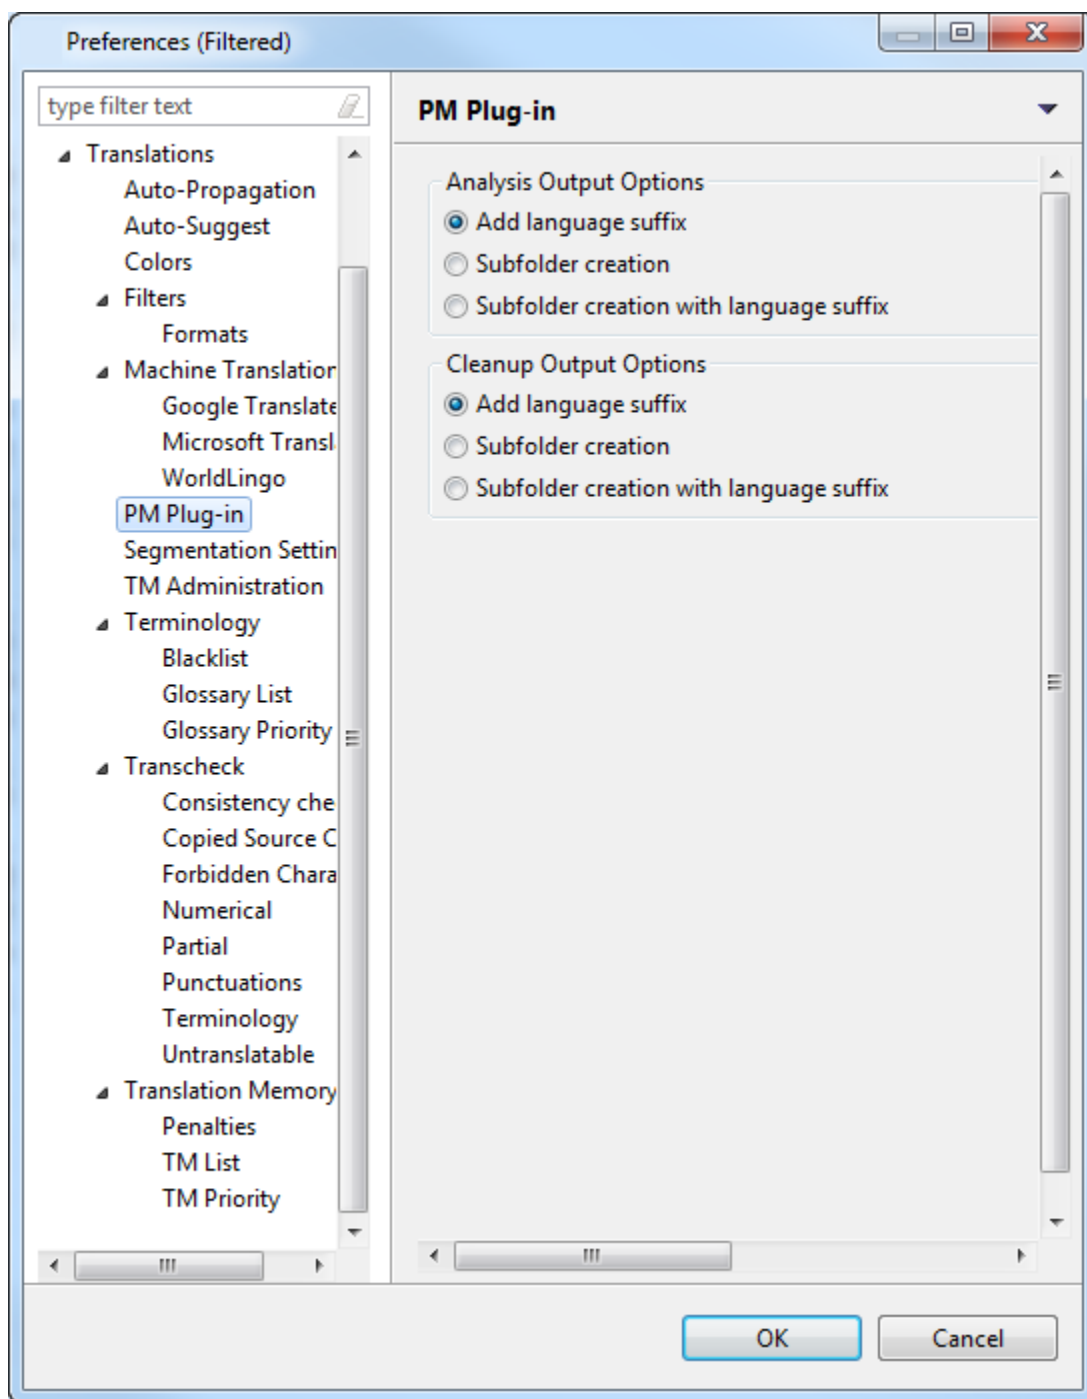 Preferences (Filtered)
type filter text
Translations
Auto-Propagation
Auto-Suggest
Colors
Filters
Formats
Machine Translation
Google Translate
Microsoft Transl
WorldLingo
PM Plug-in
Segmentation Settin
TM Administration
Terminology
Blacklist
Glossary List
Glossary Priority
Transcheck
Consistency che
Copied Source C
Forbidden Chara
Numerical
Partial
Punctuations
Terminology
Untranslatable
Translation Memory
Penalties
TM List
TM Priority
PM Plug-in
Analysis Output Options
Add language suffix
Subfolder creation
Subfolder creation with language suffix
Cleanup Output Options
Add language suffix
Subfolder creation
Subfolder creation with language suffix
OK
Cancel